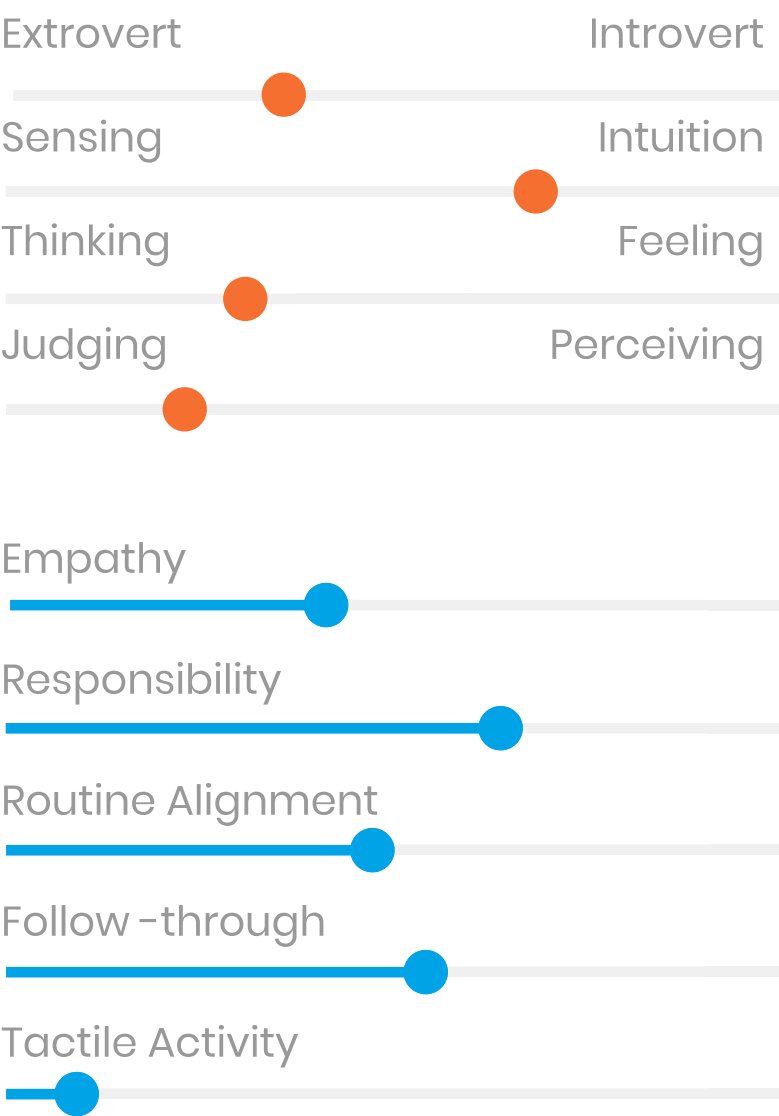 Extrovert Introvert
Sensing Intuition
Thinking Feeling
Judging Perceiving
Empathy
Responsibility
Routine Alignment
Follow -through
Tactile Activity